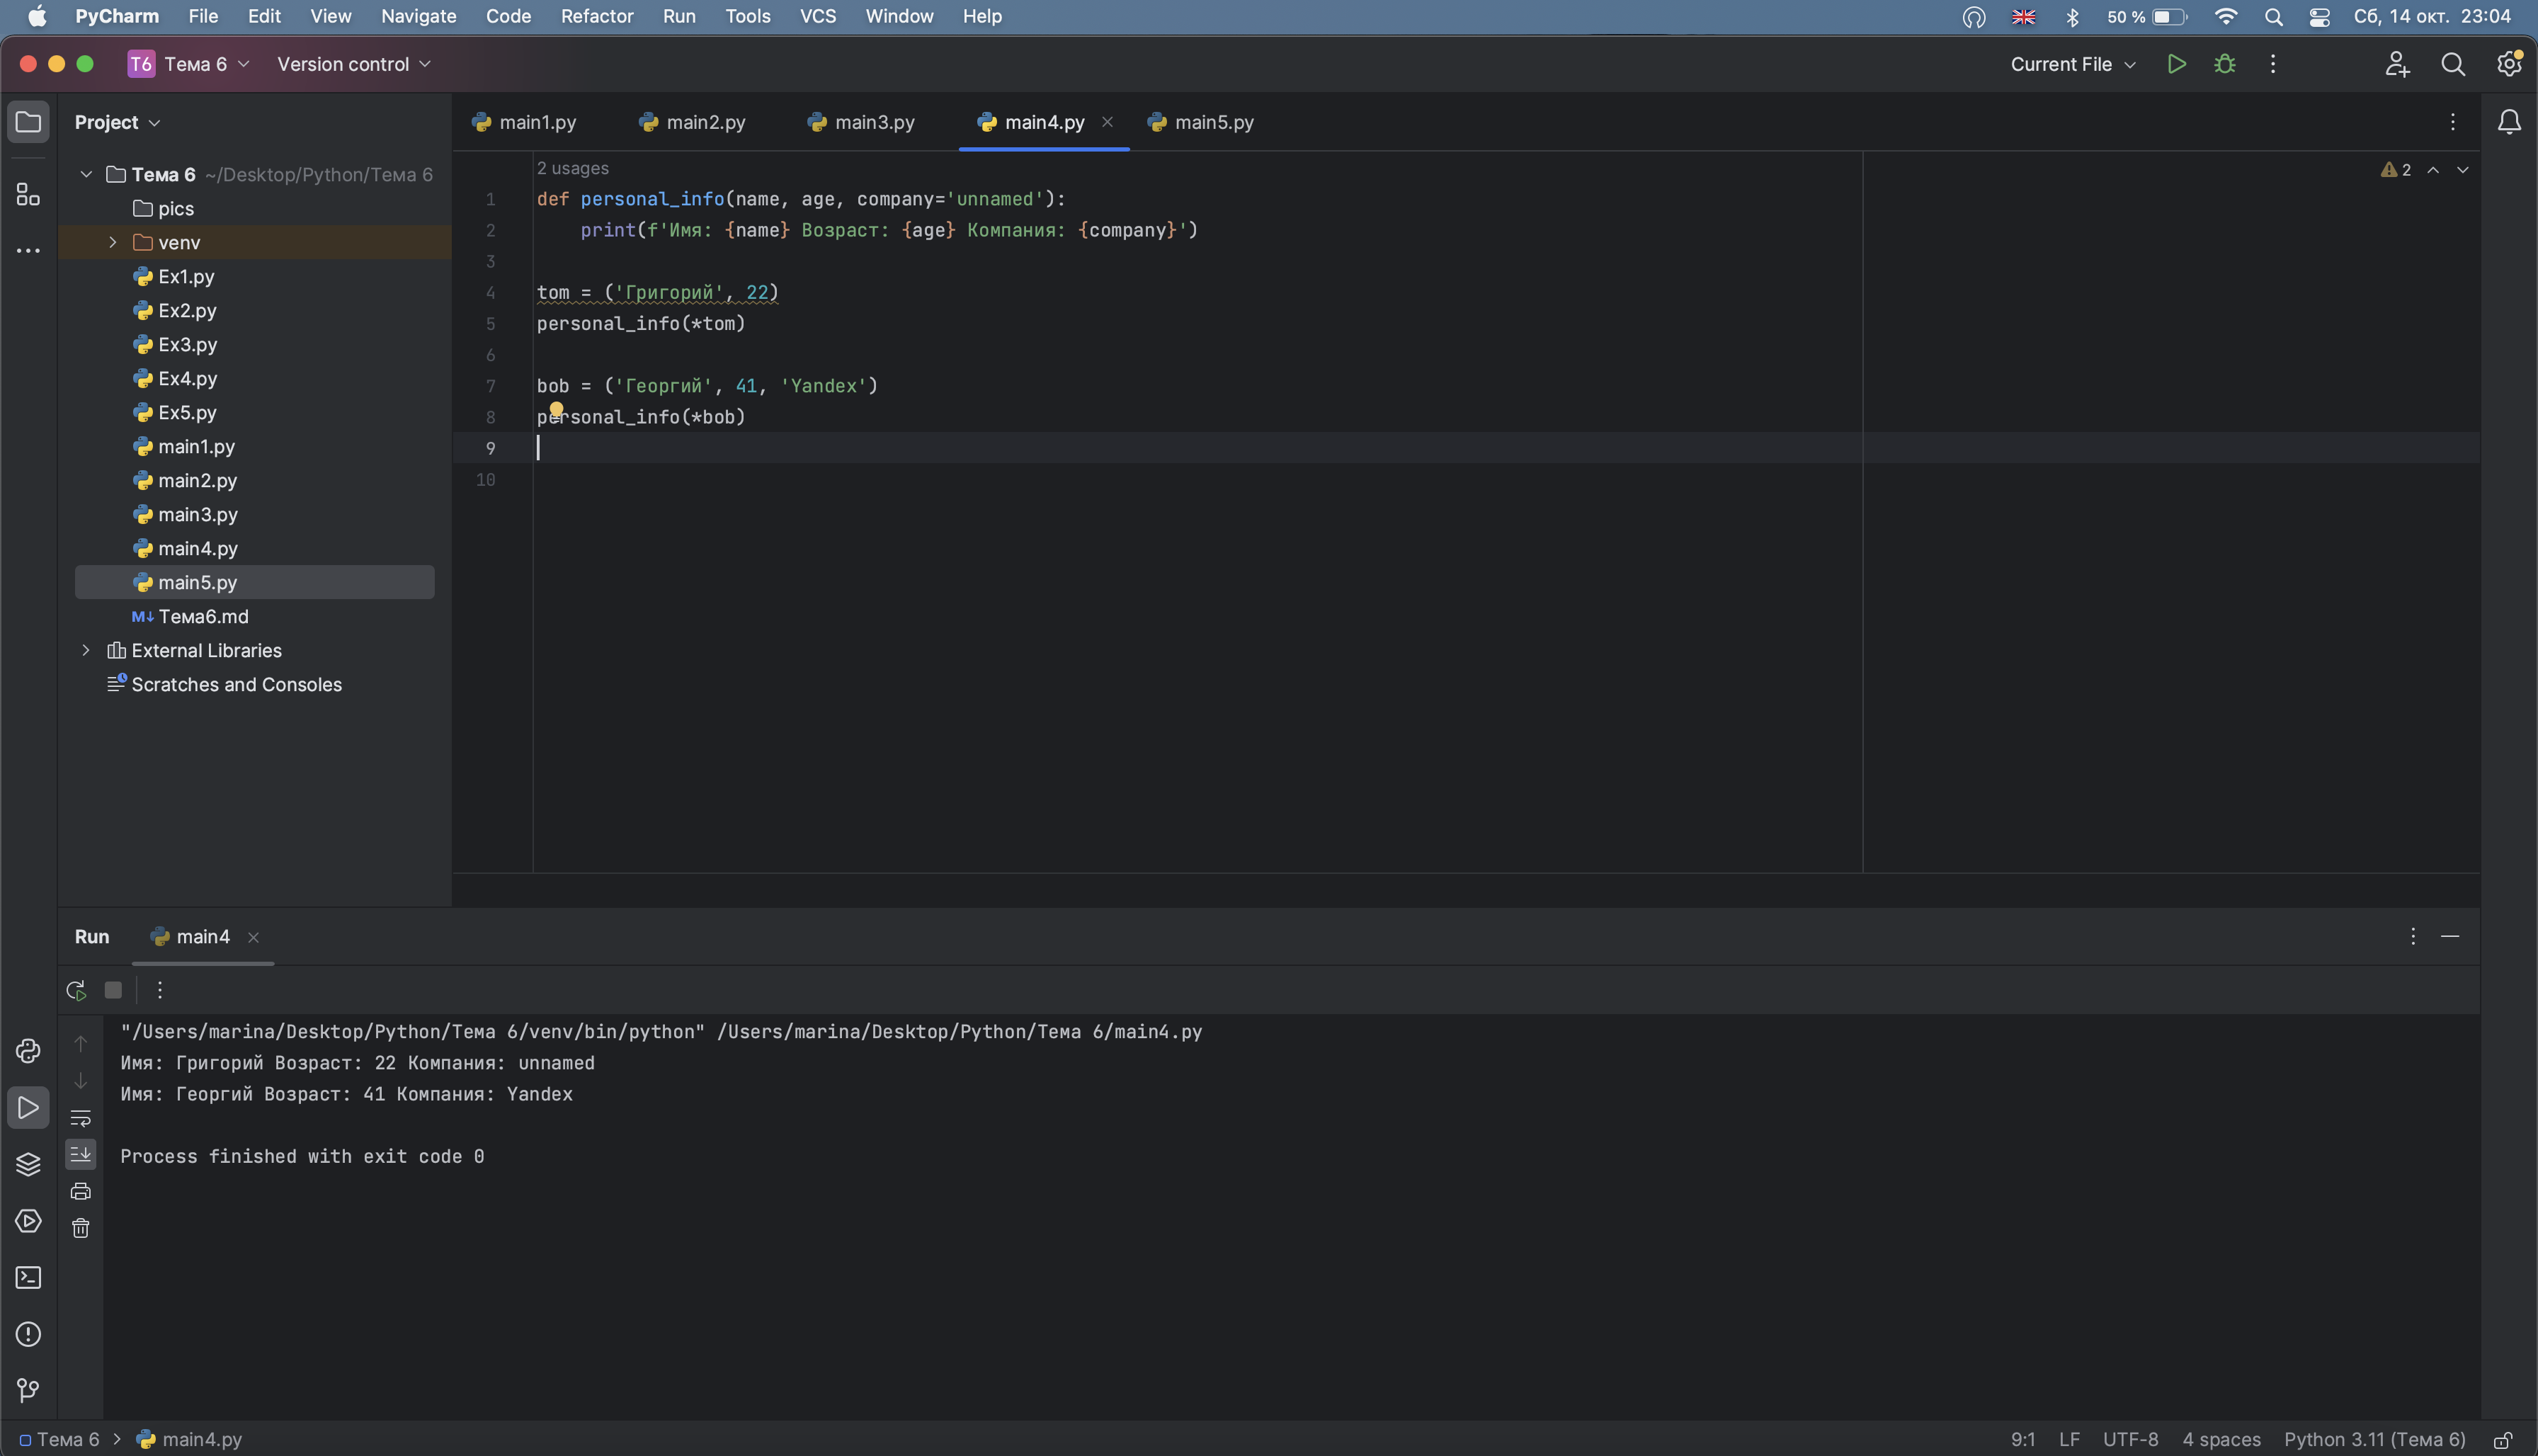 PyCharm File Edit View Navigate Code Refactor Run Tools VCS Window Help 50 % Сб, 14 окт. 23:04
T6 Тема 6 Version control Current File
Project
main1.py main2.py main3.py main4.py main5.py
Тема 6 ~/Desktop/Python/Тема 6
pics
venv
Ex1.py
Ex2.py
Ex3.py
Ex4.py
Ex5.py
main1.py
main2.py
main3.py
main4.py
main5.py
M↓ Тема6.md
External Libraries
Scratches and Consoles
2 usages
2
1 def personal_info(name, age, company='unnamed'):
2 print(f'Имя: {name} Возраст: {age} Компания: {company}')
3
4 tom = ('Григорий', 22)
5 personal_info(*tom)
6
7 bob = ('Георгий', 41, 'Yandex')
8 personal_info(*bob)
9
10
Run main4
"/Users/marina/Desktop/Python/Тема 6/venv/bin/python" /Users/marina/Desktop/Python/Тема 6/main4.py
Имя: Григорий Возраст: 22 Компания: unnamed
Имя: Георгий Возраст: 41 Компания: Yandex
Process finished with exit code 0
Тема 6 main4.py 9:1 LF UTF-8 4 spaces Python 3.11 (Тема 6)